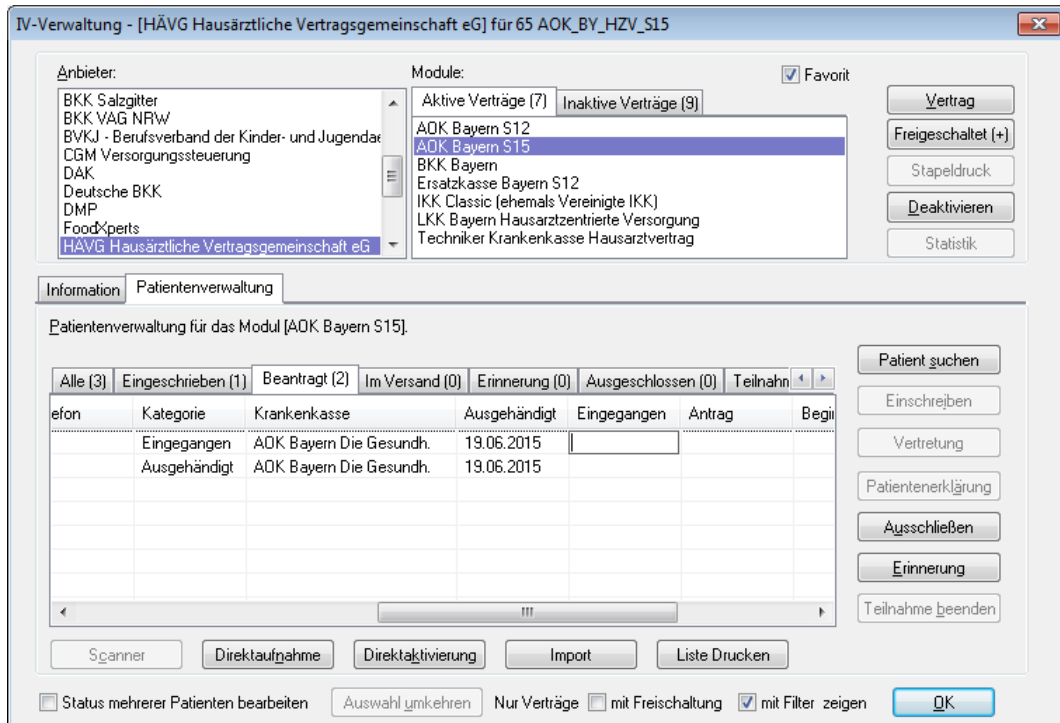 IV-Verwaltung - [HÄVG Hausärztliche Vertragsgemeinschaft eG] für 65 AOK_BY_HZV_S15
Anbieter:
BKK Salzgitter
BKK VAG NRW
BVKJ - Berufsverband der Kinder- und Jugendae
CGM Versorgungssteuerung
DAK
Deutsche BKK
DMP
FoodXperts
HÄVG Hausärztliche Vertragsgemeinschaft eG
Module:
Favorit
Aktive Verträge (7) Inaktive Verträge (9)
AOK Bayern S12
AOK Bayern S15
BKK Bayern
Ersatzkasse Bayern S12
IKK Classic (ehemals Vereinigte IKK)
LKK Bayern Hausarztzentrierte Versorgung
Techniker Krankenkasse Hausarztvertrag
Vertrag
Freigeschaltet (+)
Stapeldruck
Deaktivieren
Statistik
Information Patientenverwaltung
Patientenverwaltung für das Modul [AOK Bayern S15].
Alle (3) Eingeschrieben (1) Beantragt (2) Im Versand (0) Erinnerung (0) Ausgeschlossen (0) Teilnahn
efon Kategorie Krankenkasse Ausgehändigt Eingegangen Antrag Begin
Eingegangen AOK Bayern Die Gesundh. 19.06.2015
Ausgehändigt AOK Bayern Die Gesundh. 19.06.2015
Patient suchen
Einschreiben
Vertretung
Patientenerklärung
Ausschließen
Erinnerung
Teilnahme beenden
Scanner Direktaufnahme Direktaktivierung Import Liste Drucken
Status mehrerer Patienten bearbeiten Auswahl umkehren Nur Verträge mit Freischaltung mit Filter zeigen OK